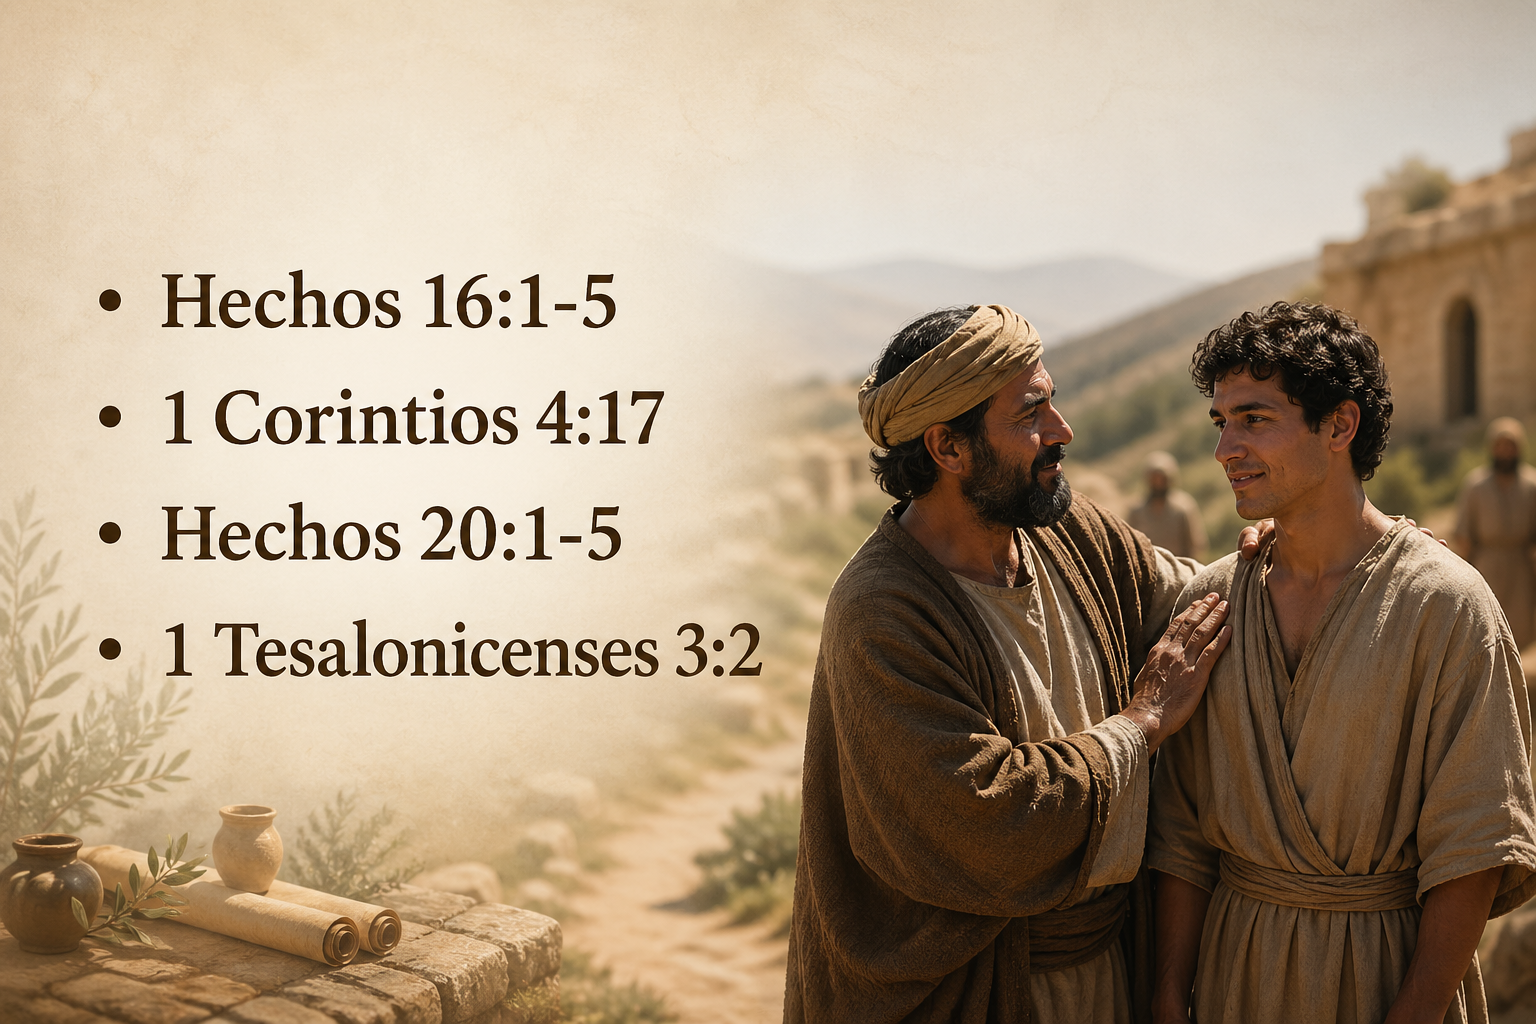 • Hechos 16:1-5
• 1 Corintios 4:17
• Hechos 20:1-5
• 1 Tesalonicenses 3:2